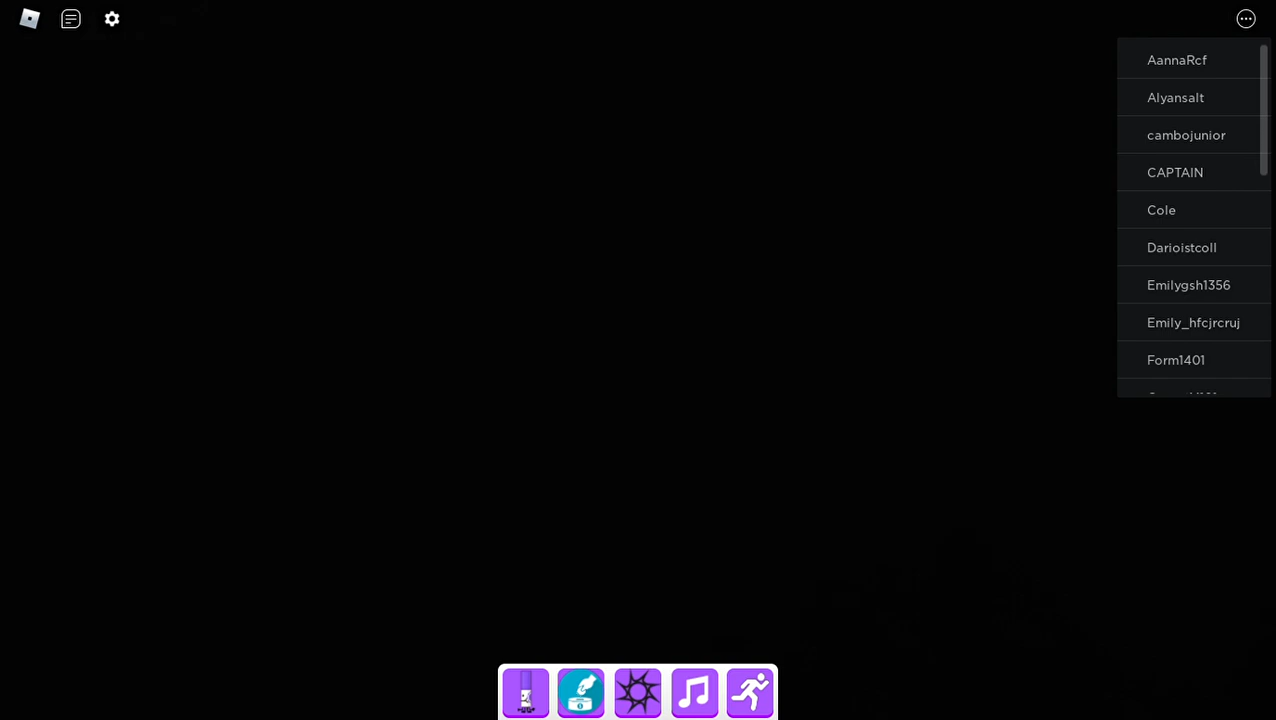 AannaRcf
Alyansalt
cambojunior
CAPTAIN
Cole
Darioistcoll
Emilygsh1356
Emily_hfcjrcruj
Form1401